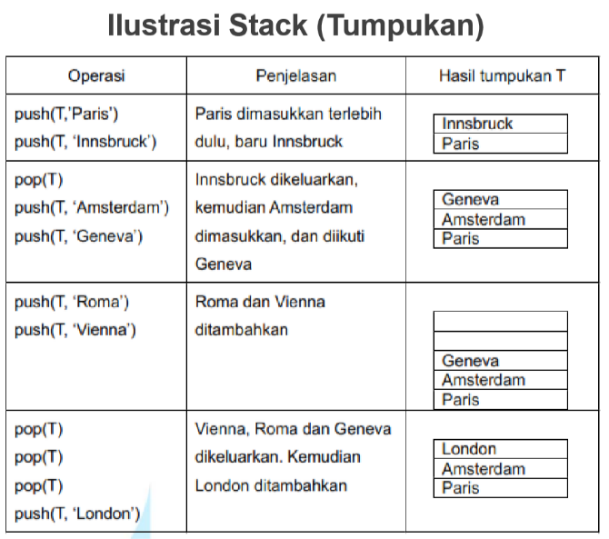 Ilustrasi Stack (Tumpukan)
Operasi
Penjelasan
Hasil tumpukan T
push(T,'Paris')
push(T, 'Innsbruck')
Paris dimasukkan terlebih
dulu, baru Innsbruck
Innsbruck
Paris
pop(T)
push(T, 'Amsterdam')
push(T, 'Geneva')
Innsbruck dikeluarkan,
kemudian Amsterdam
dimasukkan, dan diikuti
Geneva
Geneva
Amsterdam
Paris
push(T, 'Roma')
push(T, 'Vienna')
Roma dan Vienna
ditambahkan
Geneva
Amsterdam
Paris
pop(T)
pop(T)
pop(T)
push(T, 'London')
Vienna, Roma dan Geneva
dikeluarkan. Kemudian
London ditambahkan
London
Amsterdam
Paris